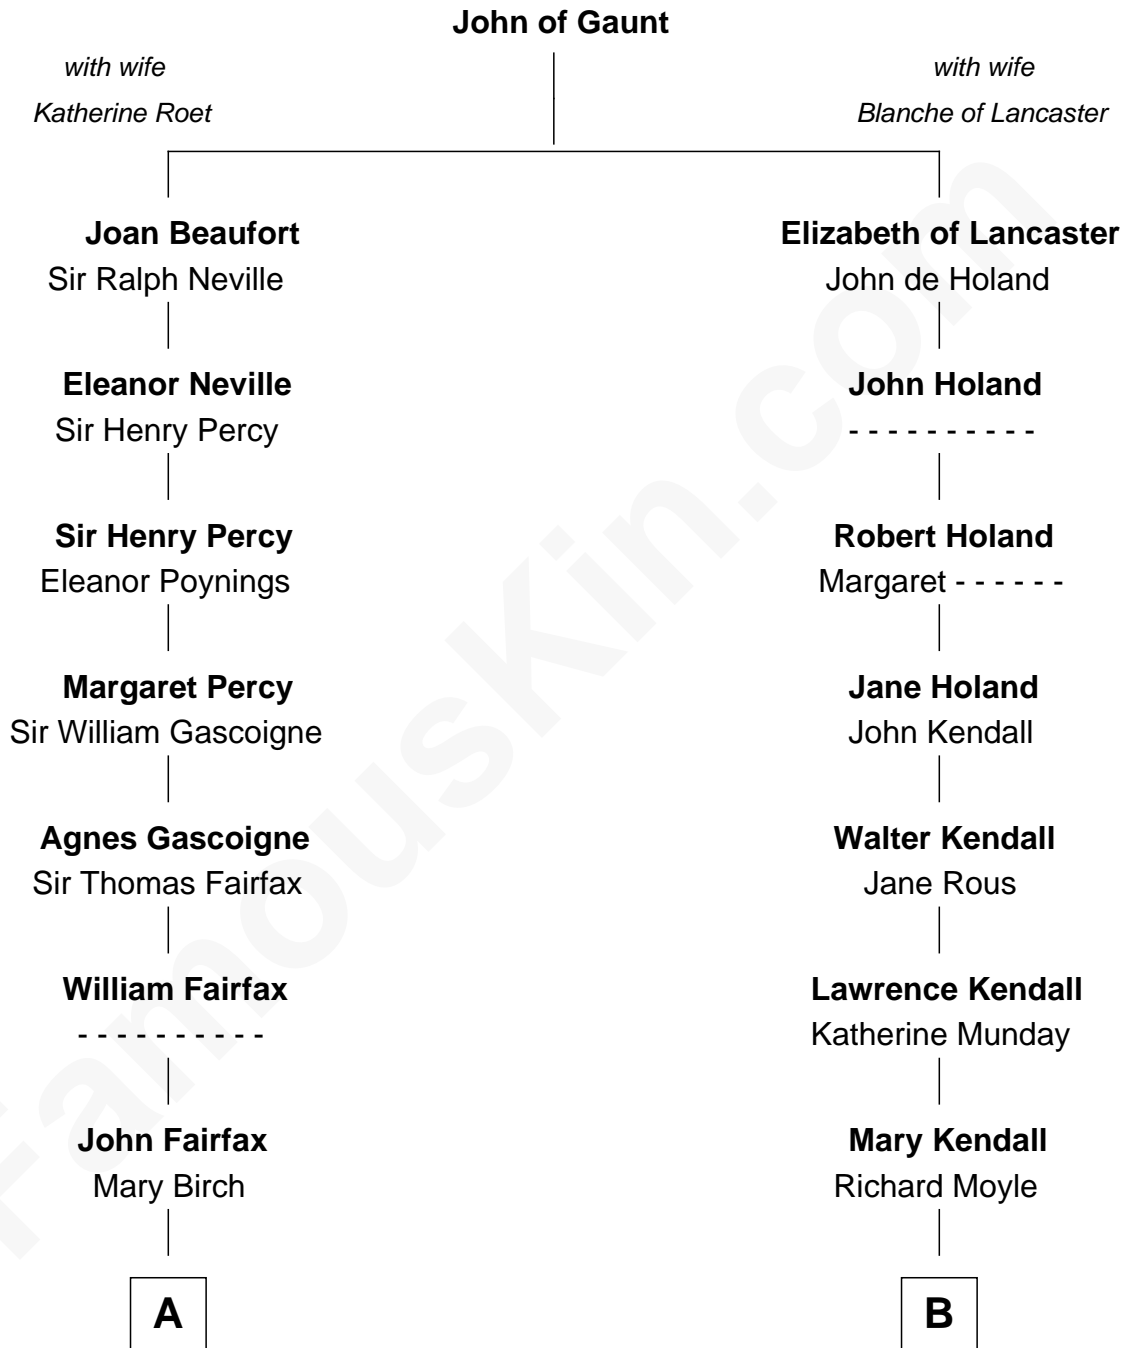 John of Gaunt
with wife
Katherine Roet
with wife
Blanche of Lancaster
Joan Beaufort
Sir Ralph Neville
Elizabeth of Lancaster
John de Holand
Eleanor Neville
Sir Henry Percy
John Holand
- - - - - - - - - -
Sir Henry Percy
Eleanor Poynings
Robert Holand
Margaret - - - - - -
Margaret Percy
Sir William Gascoigne
Jane Holand
John Kendall
Agnes Gascoigne
Sir Thomas Fairfax
Walter Kendall
Jane Rous
William Fairfax
- - - - - - - - - -
Lawrence Kendall
Katherine Munday
John Fairfax
Mary Birch
Mary Kendall
Richard Moyle
A
B
FamousKin.com